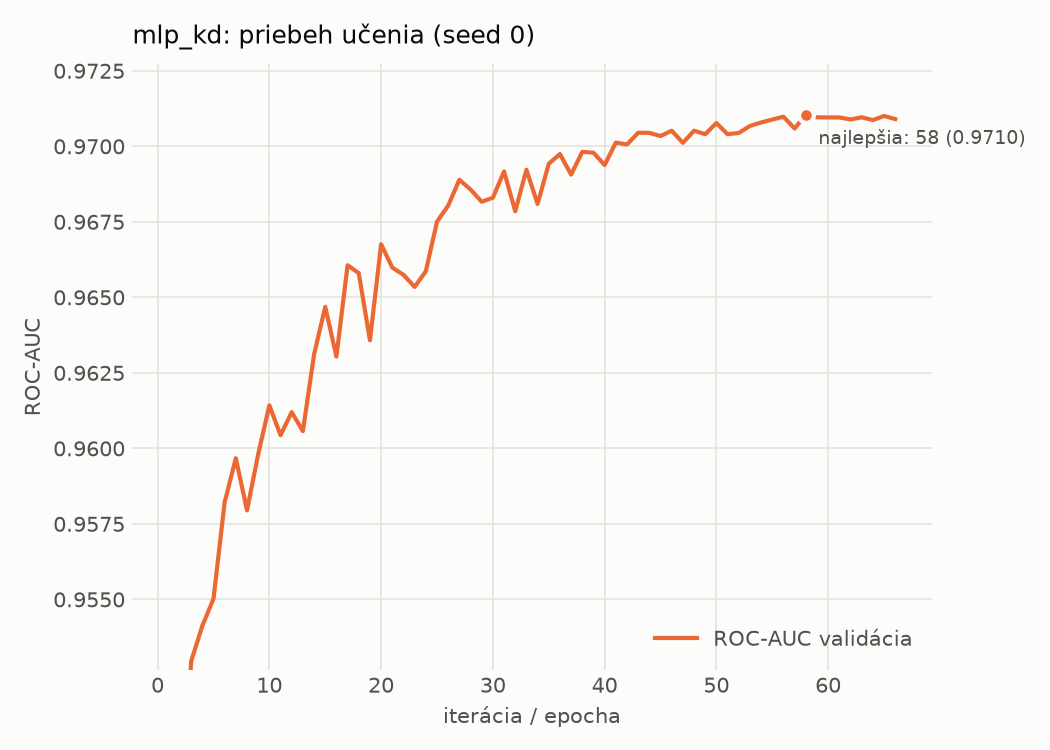 mlp_kd: priebeh učenia (seed 0)
0.9725
0.9700
0.9675
0.9650
0.9625
0.9600
0.9575
0.9550
ROC-AUC
najlepšia: 58 (0.9710)
ROC-AUC validácia
0 10 20 30 40 50 60
iterácia / epocha